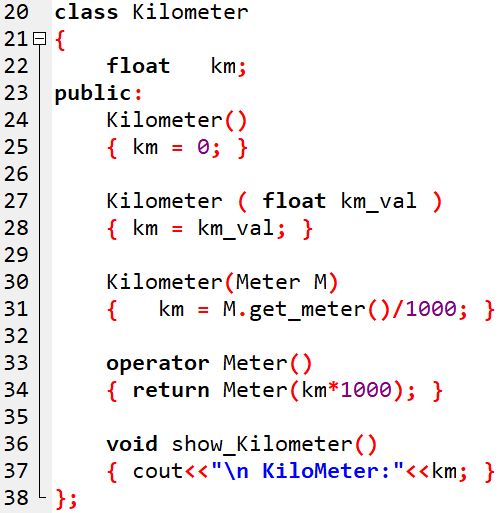 20 class Kilometer
21 {
22     float   km;
23 public:
24     Kilometer()
25     { km = 0; }
26
27     Kilometer ( float km_val )
28     { km = km_val; }
29
30     Kilometer(Meter M)
31     {   km = M.get_meter()/1000; }
32
33     operator Meter()
34     { return Meter(km*1000); }
35
36     void show_Kilometer()
37     { cout<<"\n KiloMeter:"<<km; }
38 };